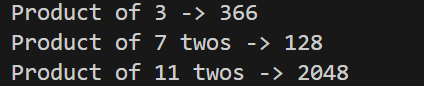 Product of 3 -> 366
Product of 7 twos -> 128
Product of 11 twos -> 2048